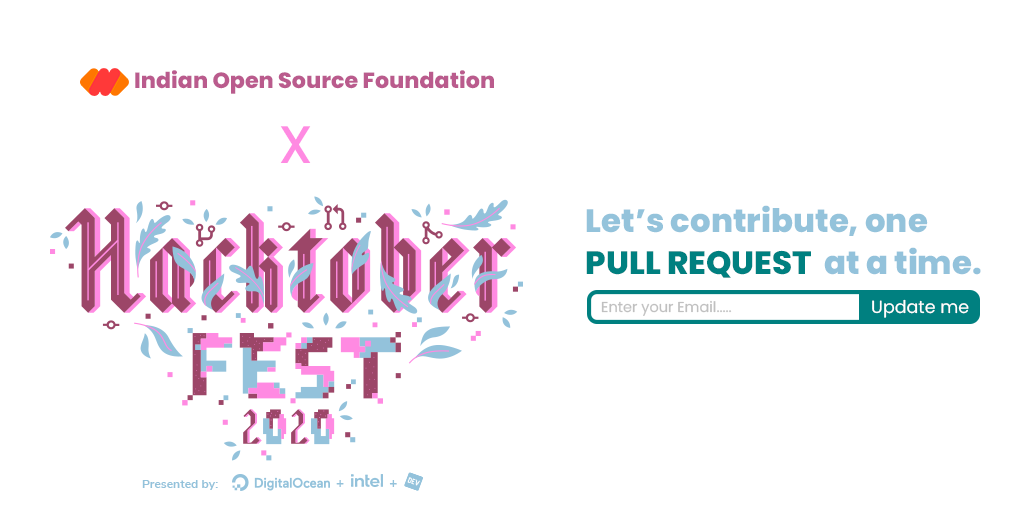 Indian Open Source Foundation
X
Hacktober
FEST
2020
Presented by: DigitalOcean + intel + DEV
Let's contribute, one
PULL REQUEST at a time.
Enter your Email..... Update me